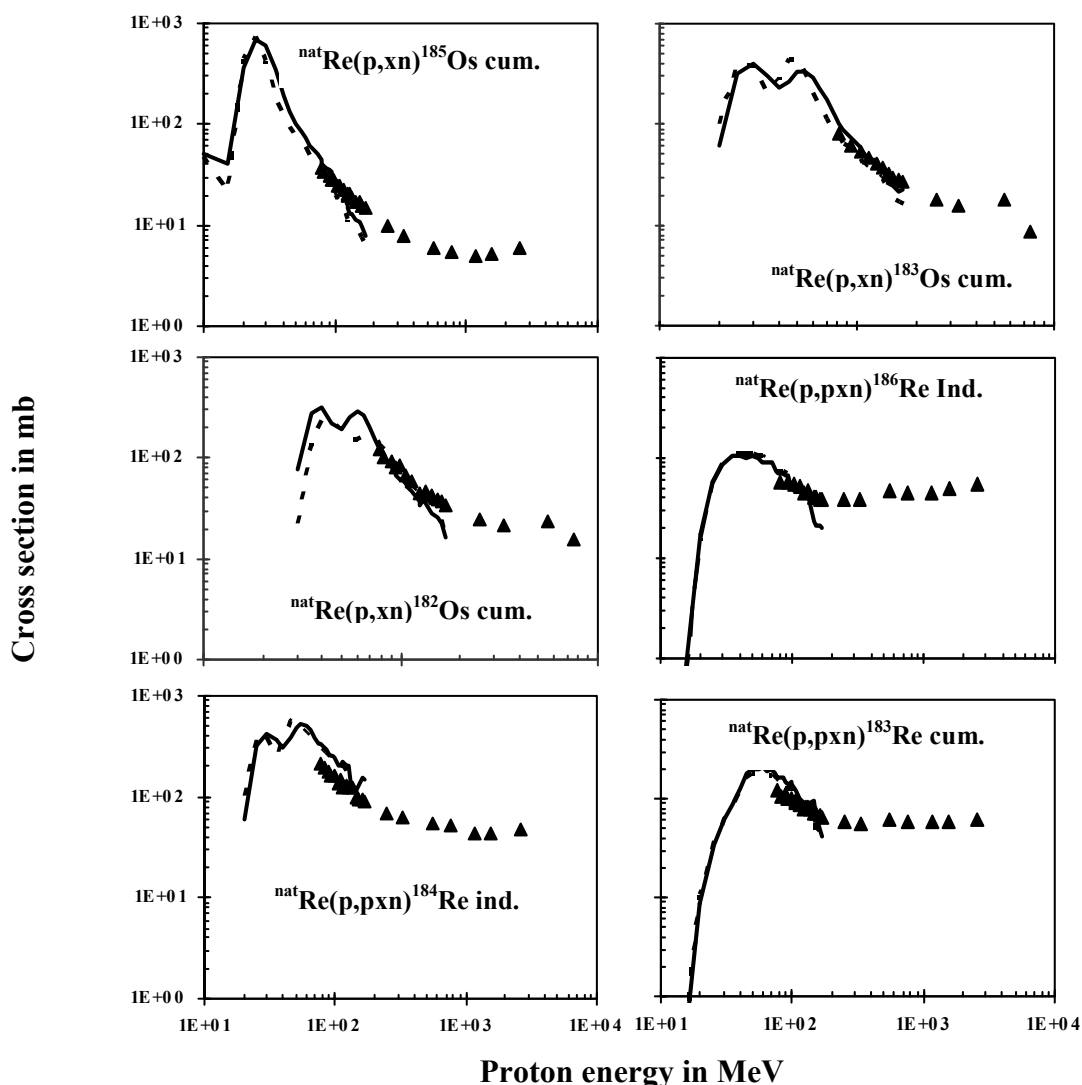 1E+03
1E+02
1E+01
1E+00
natRe(p,xn)185Os cum.
natRe(p,xn)183Os cum.
1E+03
1E+02
1E+01
1E+00
natRe(p,xn)182Os cum.
natRe(p,pxn)186Re Ind.
1E+03
1E+02
1E+01
1E+00
natRe(p,pxn)184Re ind.
natRe(p,pxn)183Re cum.
1E+01 1E+02 1E+03 1E+04
1E+01 1E+02 1E+03 1E+04
Cross section in mb
Proton energy in MeV